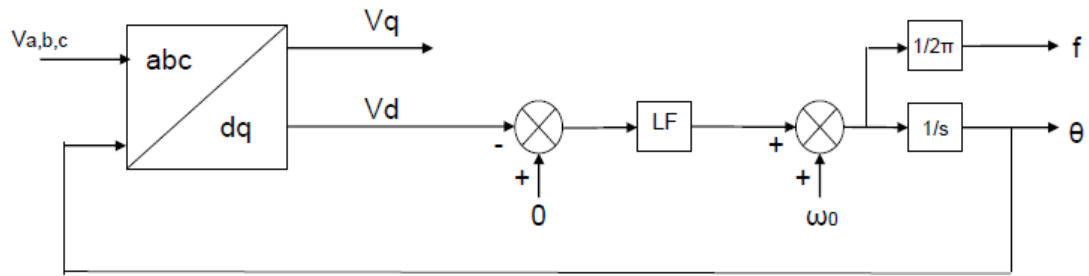 Va,b,c
abc
dq
Vq
Vd
-
+
0
LF
+
+
ω0
1/2π
f
1/s
θ